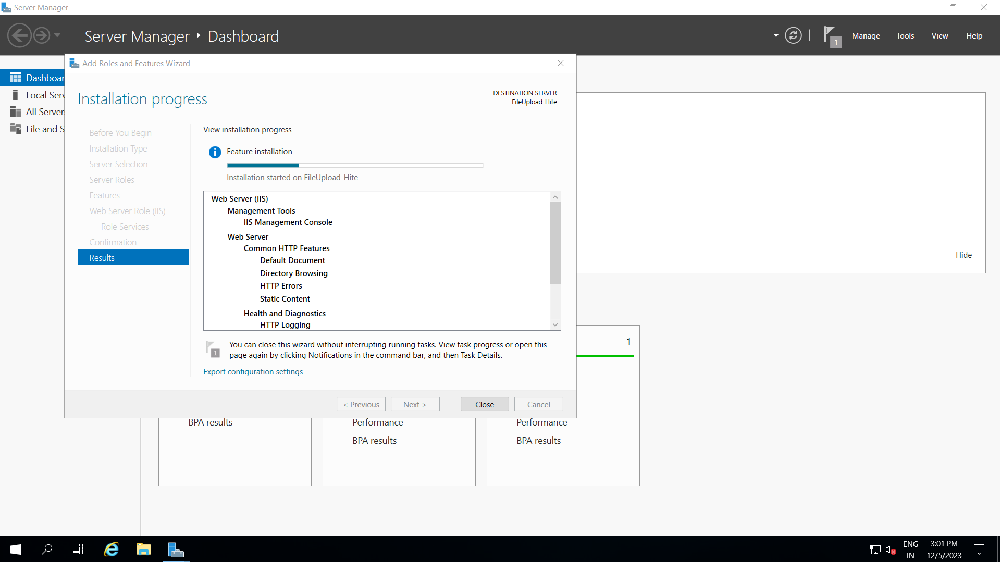 Server Manager
Server Manager ‣ Dashboard
1
Manage
Tools
View
Help
Add Roles and Features Wizard
Dashboar
Local Serv
All Server
File and S
Installation progress
DESTINATION SERVER
FileUpload-Hite
Before You Begin
Installation Type
Server Selection
Server Roles
Features
Web Server Role (IIS)
Role Services
Confirmation
Results
View installation progress
Feature installation
Installation started on FileUpload-Hite
Web Server (IIS)
Management Tools
IIS Management Console
Web Server
Common HTTP Features
Default Document
Directory Browsing
HTTP Errors
Static Content
Health and Diagnostics
HTTP Logging
1
You can close this wizard without interrupting running tasks. View task progress or open this
page again by clicking Notifications in the command bar, and then Task Details.
Export configuration settings
< Previous
Next >
Close
Cancel
Hide
1
BPA results
Performance
BPA results
Performance
BPA results
ENG
IN
3:01 PM
12/5/2023